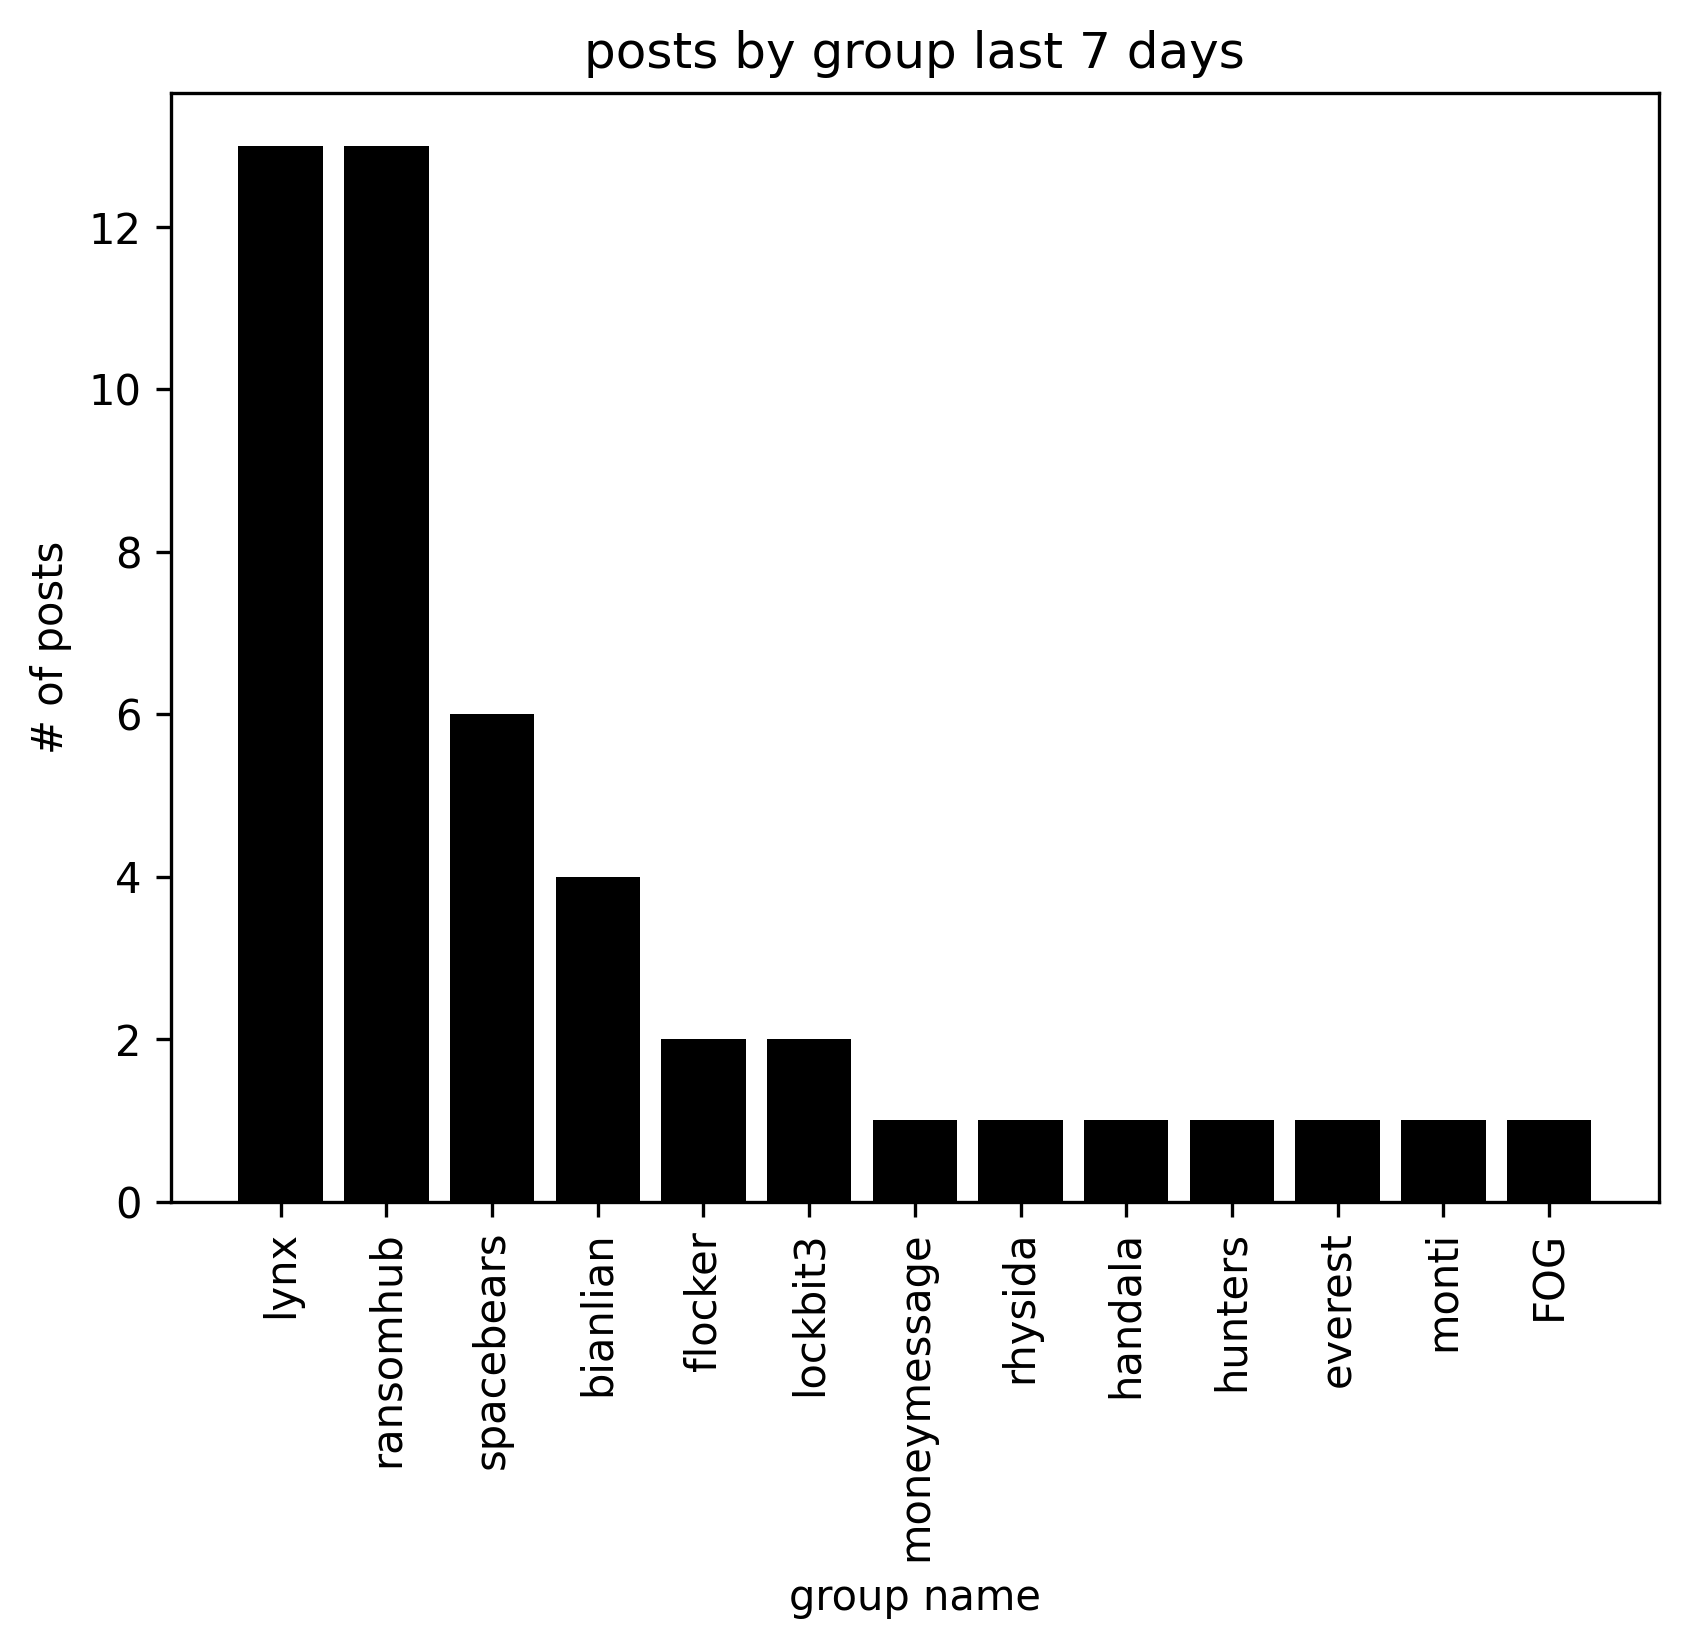 posts by group last 7 days
# of posts
12
10
8
6
4
2
0
lynx
ransomhub
spacebears
bianlian
flocker
lockbit3
moneymessage
rhysida
handala
hunters
everest
monti
FOG
group name